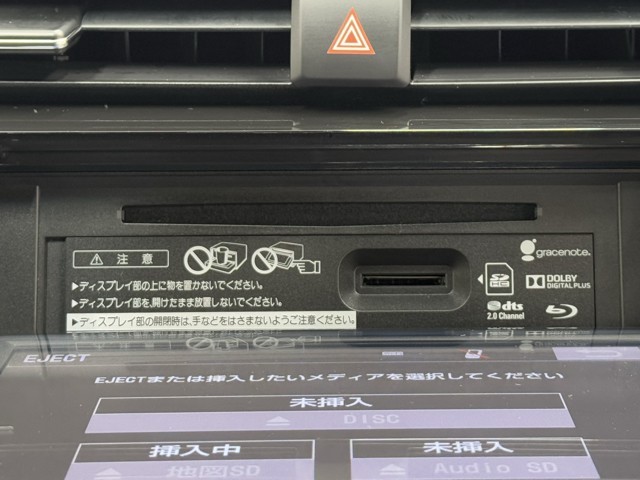 ⚠ 注 意
▶ディスプレイ部の上に物を置かないでください。
▶ディスプレイ部を、開けたまま放置しないでください。
▶ディスプレイ部の開閉時は、手などをはさまないようご注意ください。
gracenote.
SD
HC
DOLBY
DIGITAL PLUS
dts
2.0 Channel
EJECT
EJECTまたは挿入したいメディアを選択してください
未挿入
DISC
挿入中
地図SD
未挿入
Audio SD